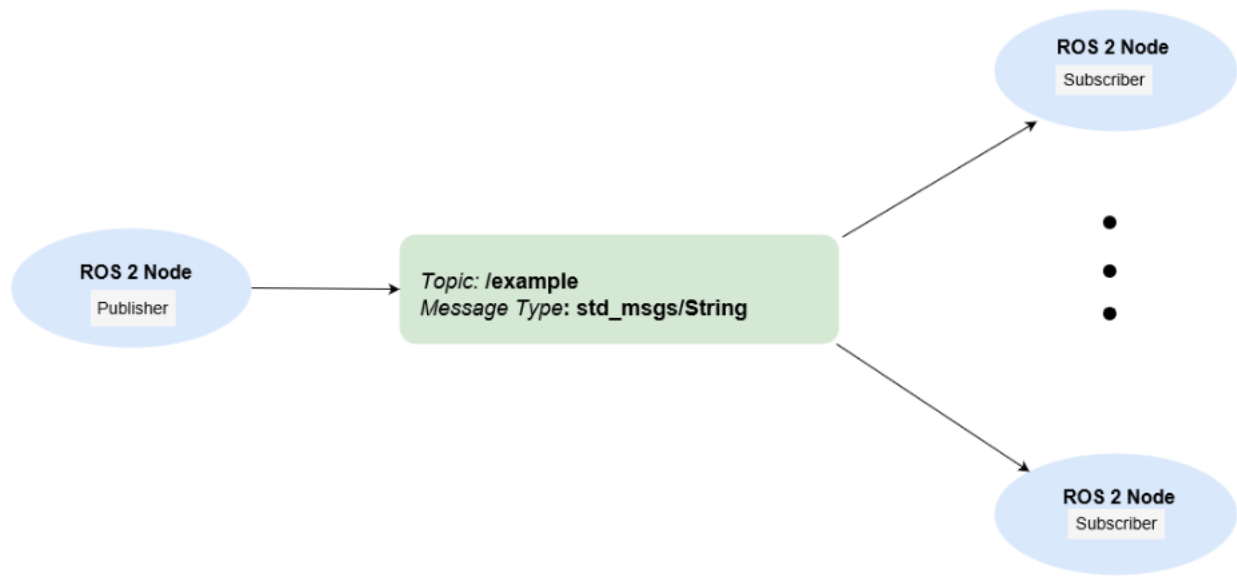 ROS 2 Node
Subscriber
ROS 2 Node
Publisher
Topic: /example
Message Type: std_msgs/String
ROS 2 Node
Subscriber